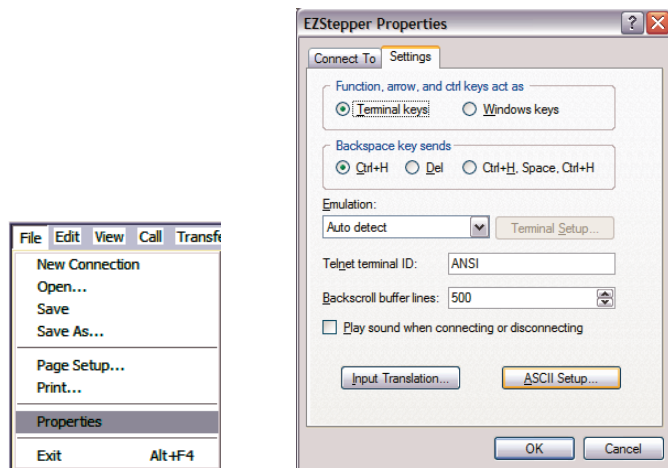 File Edit View Call Transfe
New Connection
Open...
Save
Save As...
Page Setup...
Print...
Properties
Exit Alt+F4
EZStepper Properties
Connect To Settings
Function, arrow, and ctrl keys act as
Terminal keys Windows keys
Backspace key sends
Ctrl+H Del Ctrl+H, Space, Ctrl+H
Emulation:
Auto detect Terminal Setup...
Telnet terminal ID: ANSI
Backscroll buffer lines: 500
Play sound when connecting or disconnecting
Input Translation... ASCII Setup...
OK Cancel